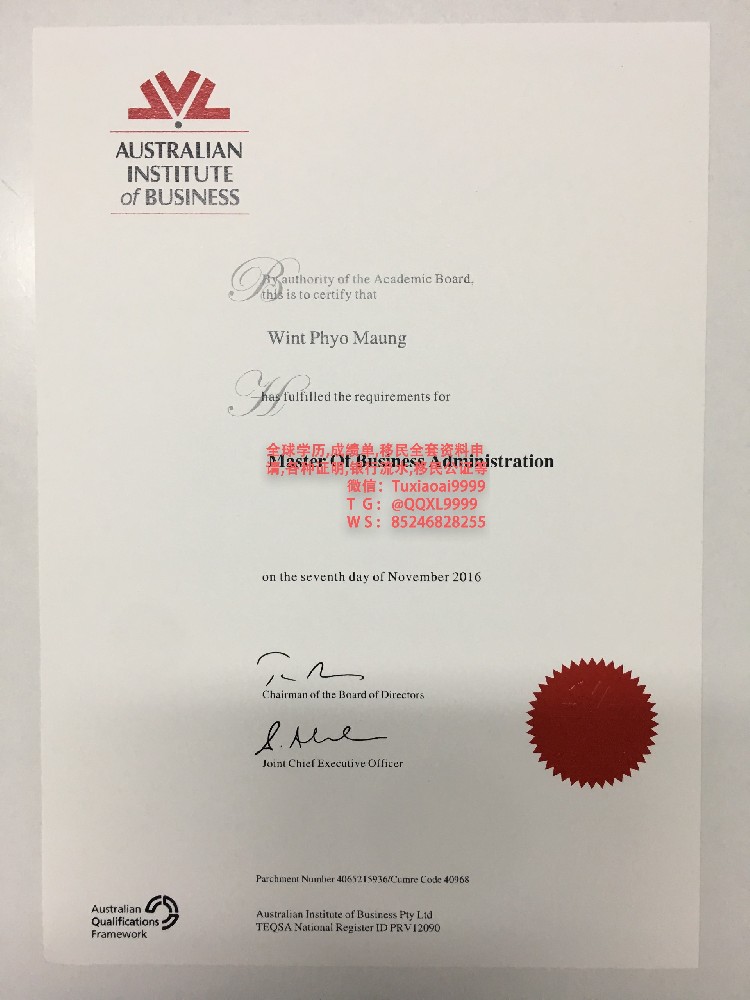 AUSTRALIAN
INSTITUTE
of BUSINESS
By authority of the Academic Board,
this is to certify that
Wint Phyo Maung
has fulfilled the requirements for
全球学历,成绩单,移民全套资料申
Master Of Business Administration
请,各种证明,银行流水,移民公证等
微信：Tuxiaoai9999
T G：@QQXL9999
W S：85246828255
on the seventh day of November 2016
Chairman of the Board of Directors
Joint Chief Executive Officer
Parchment Number 406521S936/Cumre Code 40968
Australian
Qualifications
Framework
Australian Institute of Business Pty Ltd
TEQSA National Register ID PRV12090